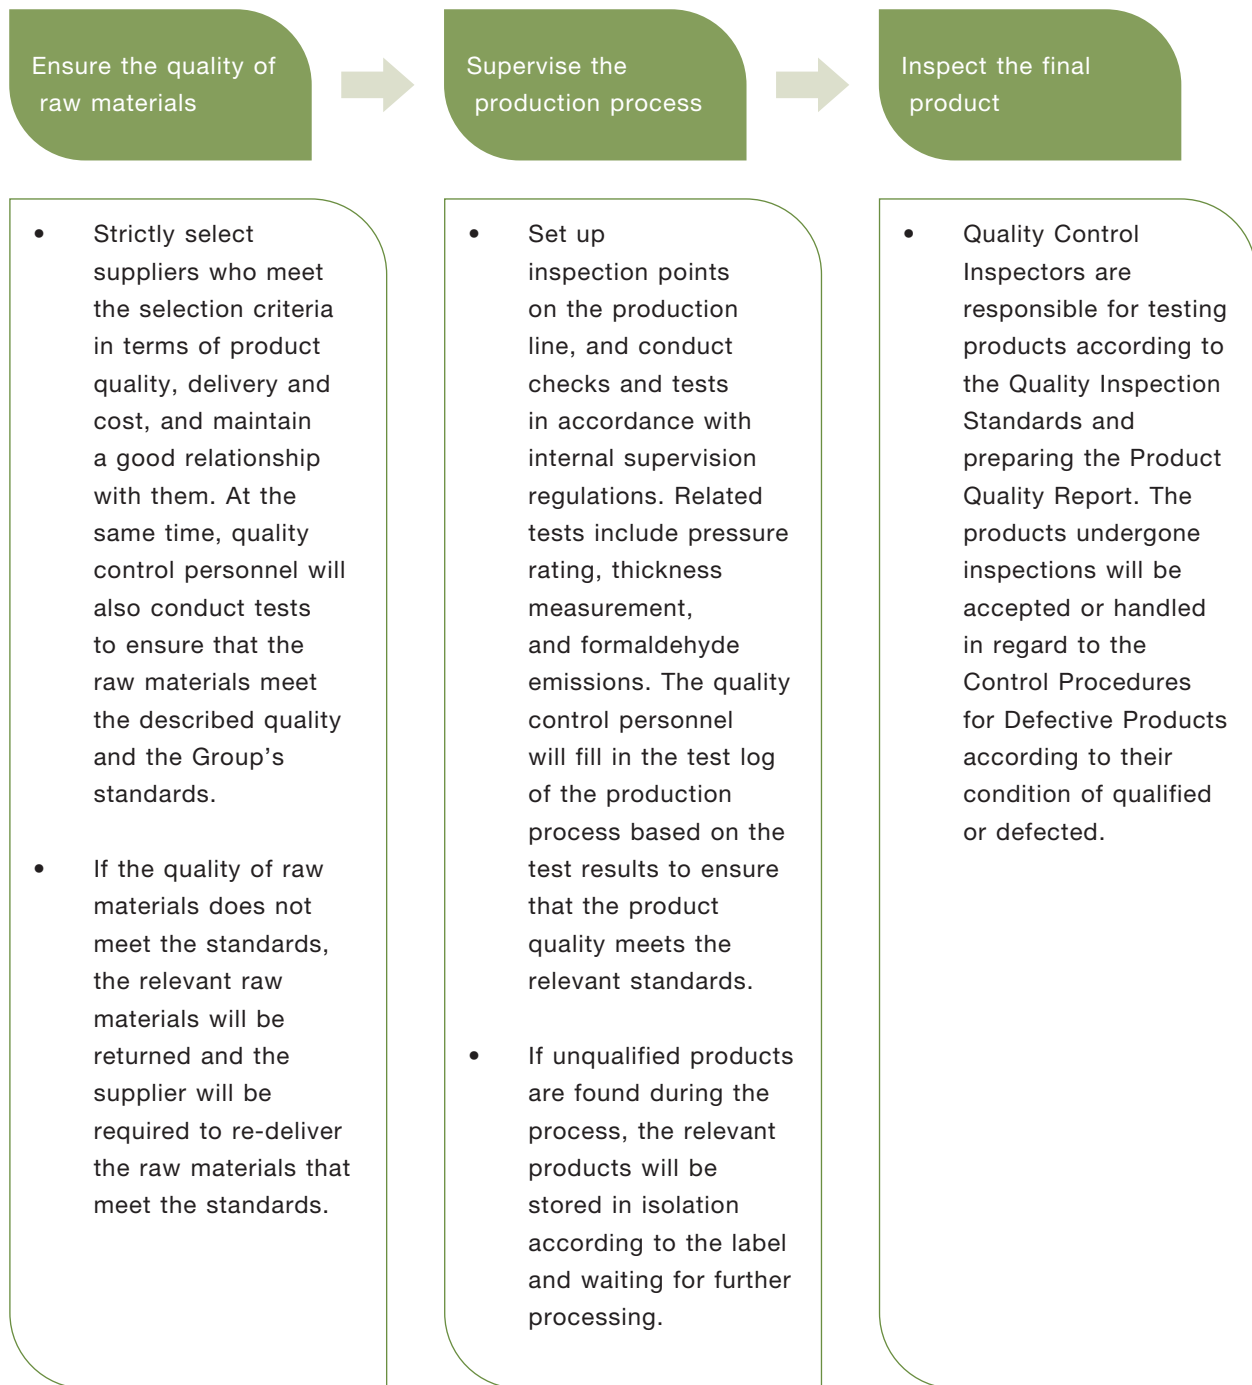 Ensure the quality of
raw materials
Supervise the
production process
Inspect the final
product
• Strictly select
suppliers who meet
the selection criteria
in terms of product
quality, delivery and
cost, and maintain
a good relationship
with them. At the
same time, quality
control personnel will
also conduct tests
to ensure that the
raw materials meet
the described quality
and the Group’s
standards.
• If the quality of raw
materials does not
meet the standards,
the relevant raw
materials will be
returned and the
supplier will be
required to re-deliver
the raw materials that
meet the standards.
• Set up
inspection points
on the production
line, and conduct
checks and tests
in accordance with
internal supervision
regulations. Related
tests include pressure
rating, thickness
measurement,
and formaldehyde
emissions. The quality
control personnel
will fill in the test log
of the production
process based on the
test results to ensure
that the product
quality meets the
relevant standards.
• If unqualified products
are found during the
process, the relevant
products will be
stored in isolation
according to the label
and waiting for further
processing.
• Quality Control
Inspectors are
responsible for testing
products according to
the Quality Inspection
Standards and
preparing the Product
Quality Report. The
products undergone
inspections will be
accepted or handled
in regard to the
Control Procedures
for Defective Products
according to their
condition of qualified
or defected.